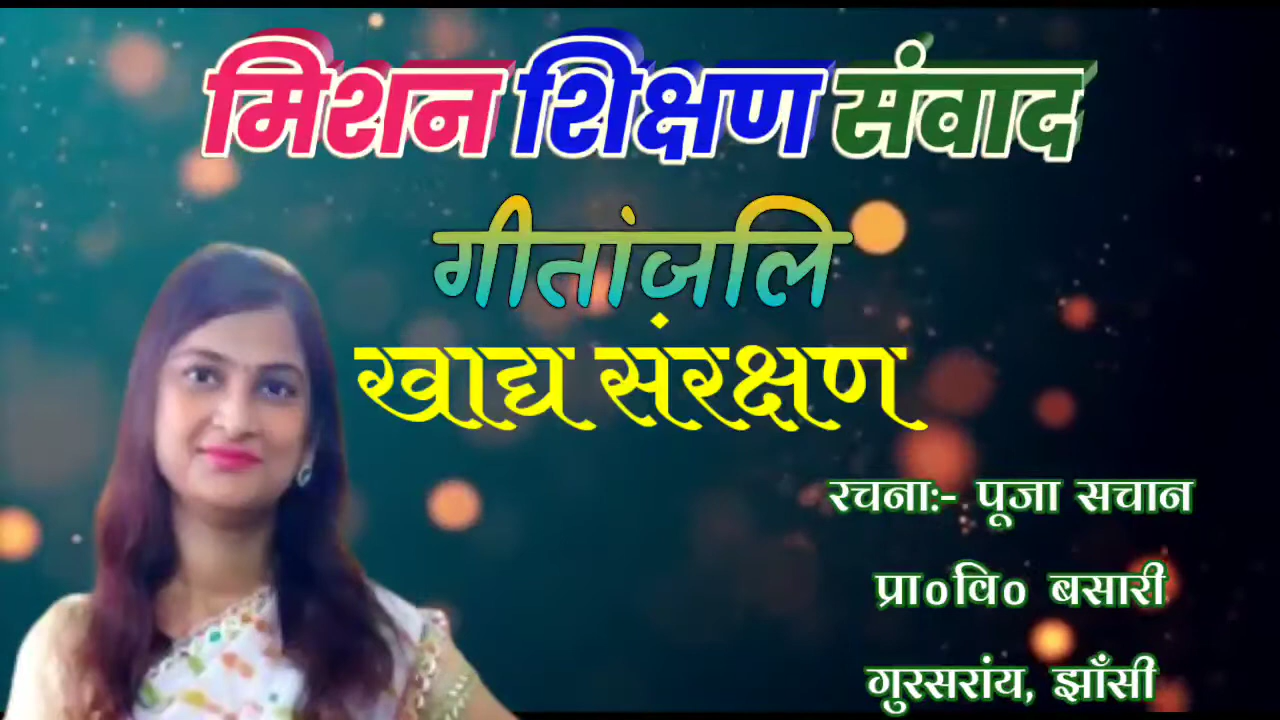 मिशन शिक्षण संवाद
गीतांजलि
खाद्य संरक्षण
रचना:- पूजा सचान
प्रा०वि० बसारी
गुरसरांय, झाँसी